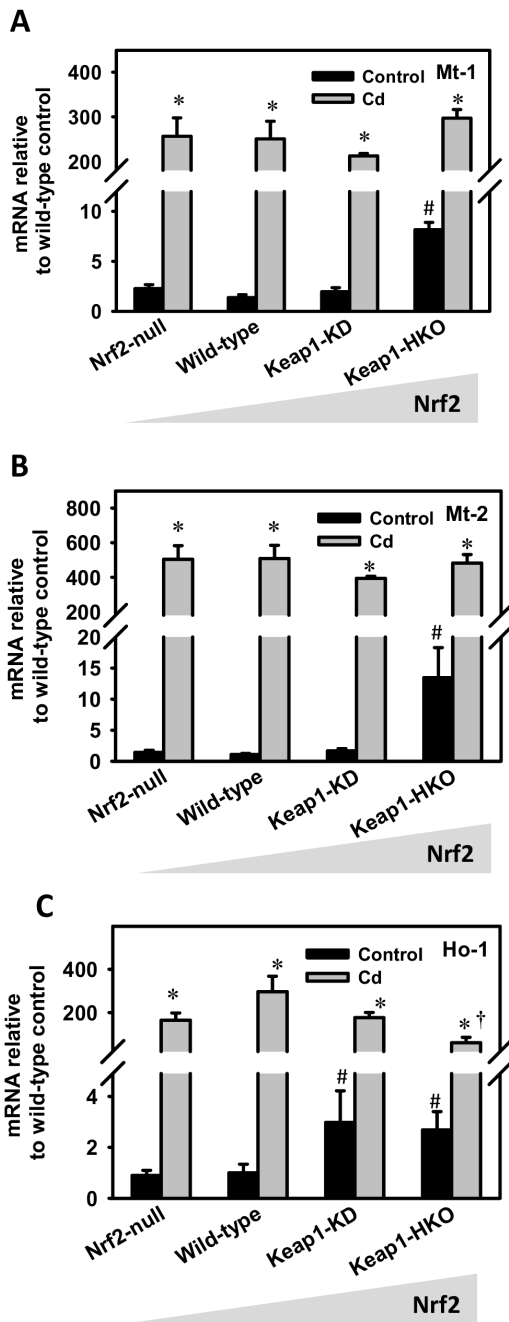 A
mRNA relative
to wild-type control
400
300
200
10
5
0
Control
Cd
Mt-1
*
*
*
*
#
Nrf2-null
Wild-type
Keap1-KD
Keap1-HKO
Nrf2
B
mRNA relative
to wild-type control
800
600
400
200
20
15
10
5
0
Control
Cd
Mt-2
*
*
*
*
#
Nrf2-null
Wild-type
Keap1-KD
Keap1-HKO
Nrf2
C
mRNA relative
to wild-type control
400
200
4
2
0
Control
Cd
Ho-1
*
*
*
* †
#
#
Nrf2-null
Wild-type
Keap1-KD
Keap1-HKO
Nrf2